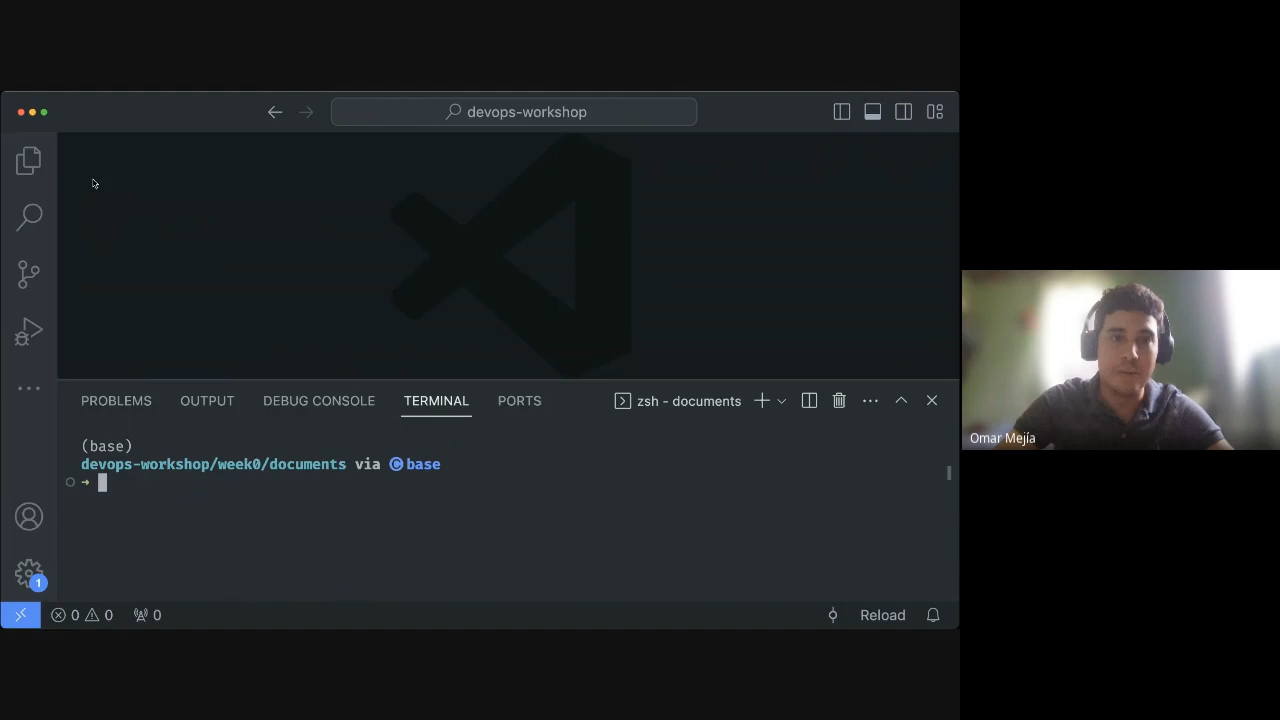 devops-workshop
PROBLEMS OUTPUT DEBUG CONSOLE TERMINAL PORTS zsh - documents
(base)
devops-workshop/week0/documents via C base
➜
1
0 0 0 Reload
Omar Mejía